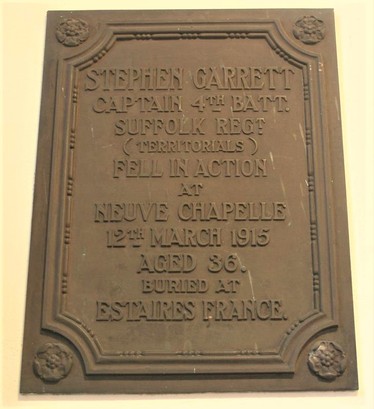 STEPHEN GARRETT
CAPTAIN 4TH BATT.
SUFFOLK REGT
(TERRITORIALS)
FELL IN ACTION
AT
NEUVE CHAPELLE
12TH MARCH 1915
AGED 36.
BURIED AT
ESTAIRES FRANCE.